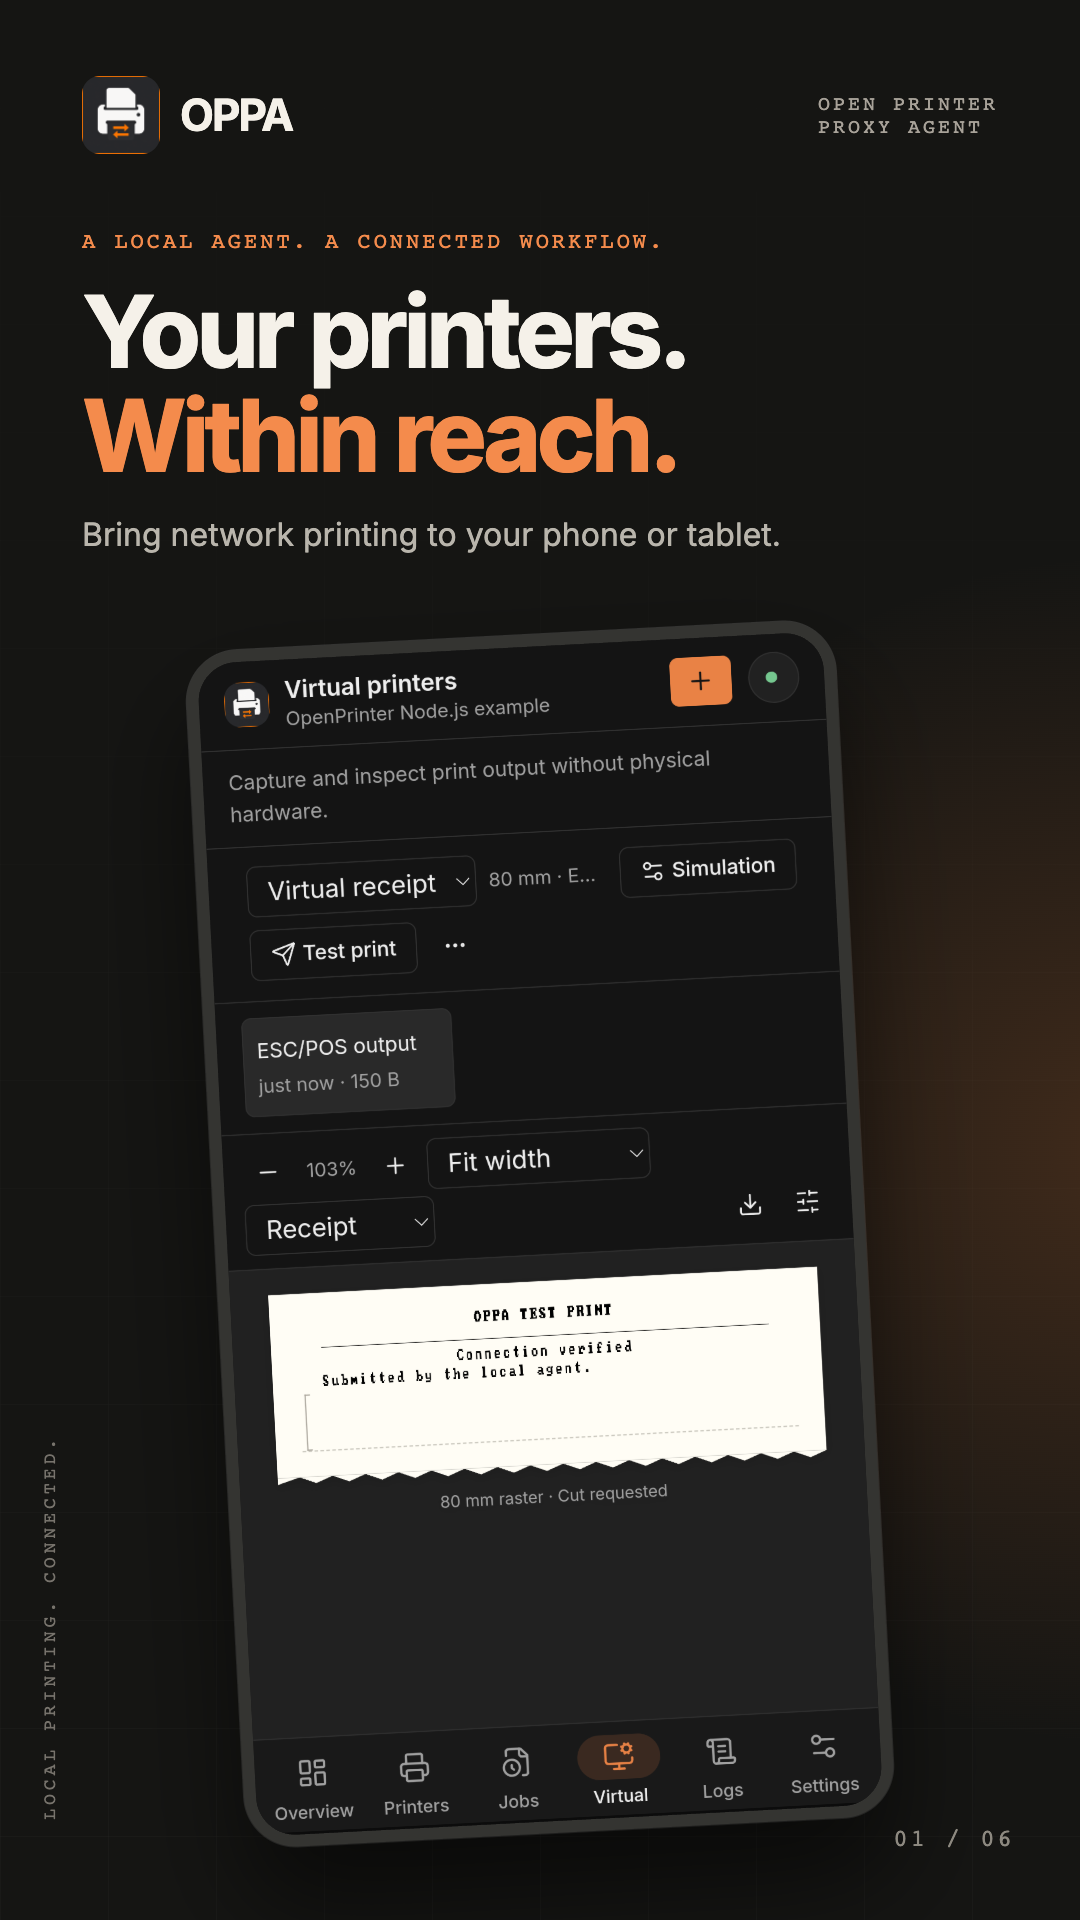 OPPA
OPEN PRINTER
PROXY AGENT
A LOCAL AGENT. A CONNECTED WORKFLOW.
Your printers.
Within reach.
Bring network printing to your phone or tablet.
Virtual printers
OpenPrinter Node.js example
Capture and inspect print output without physical
hardware.
Virtual receipt
80 mm · E...
Simulation
Test print
ESC/POS output
just now · 150 B
103%
Fit width
Receipt
OPPA TEST PRINT
Connection verified
Submitted by the local agent.
80 mm raster · Cut requested
Overview
Printers
Jobs
Virtual
Logs
Settings
LOCAL PRINTING. CONNECTED.
01 / 06